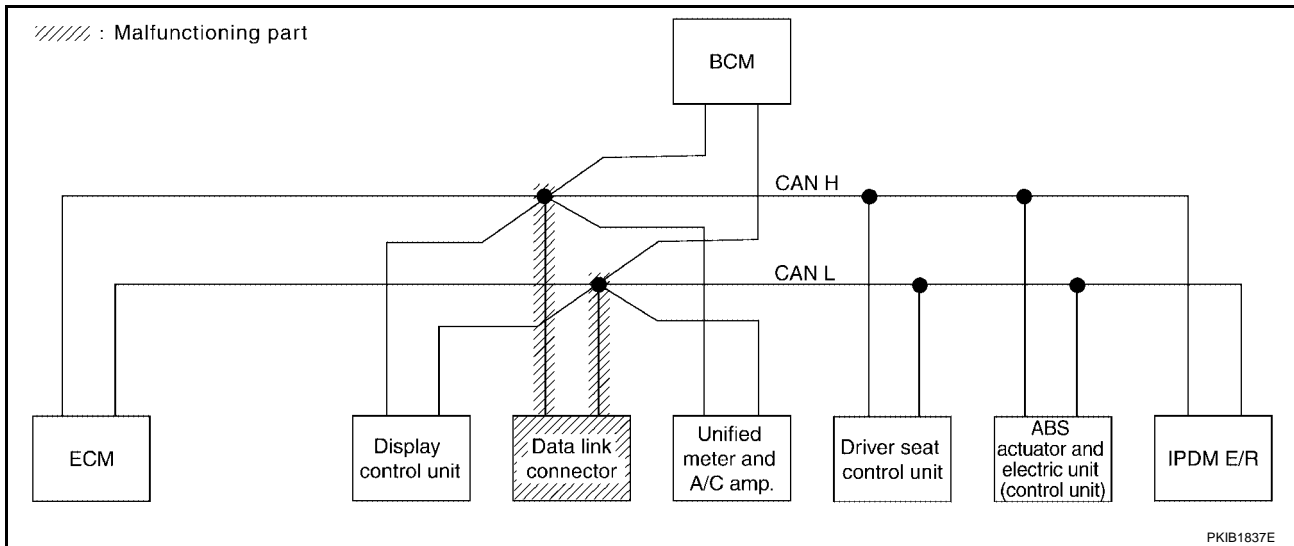 : Malfunctioning part
BCM
CAN H
CAN L
ECM
Display
control unit
Data link
connector
Unified
meter and
A/C amp.
Driver seat
control unit
ABS
actuator and
electric unit
(control unit)
IPDM E/R
PKIB1837E